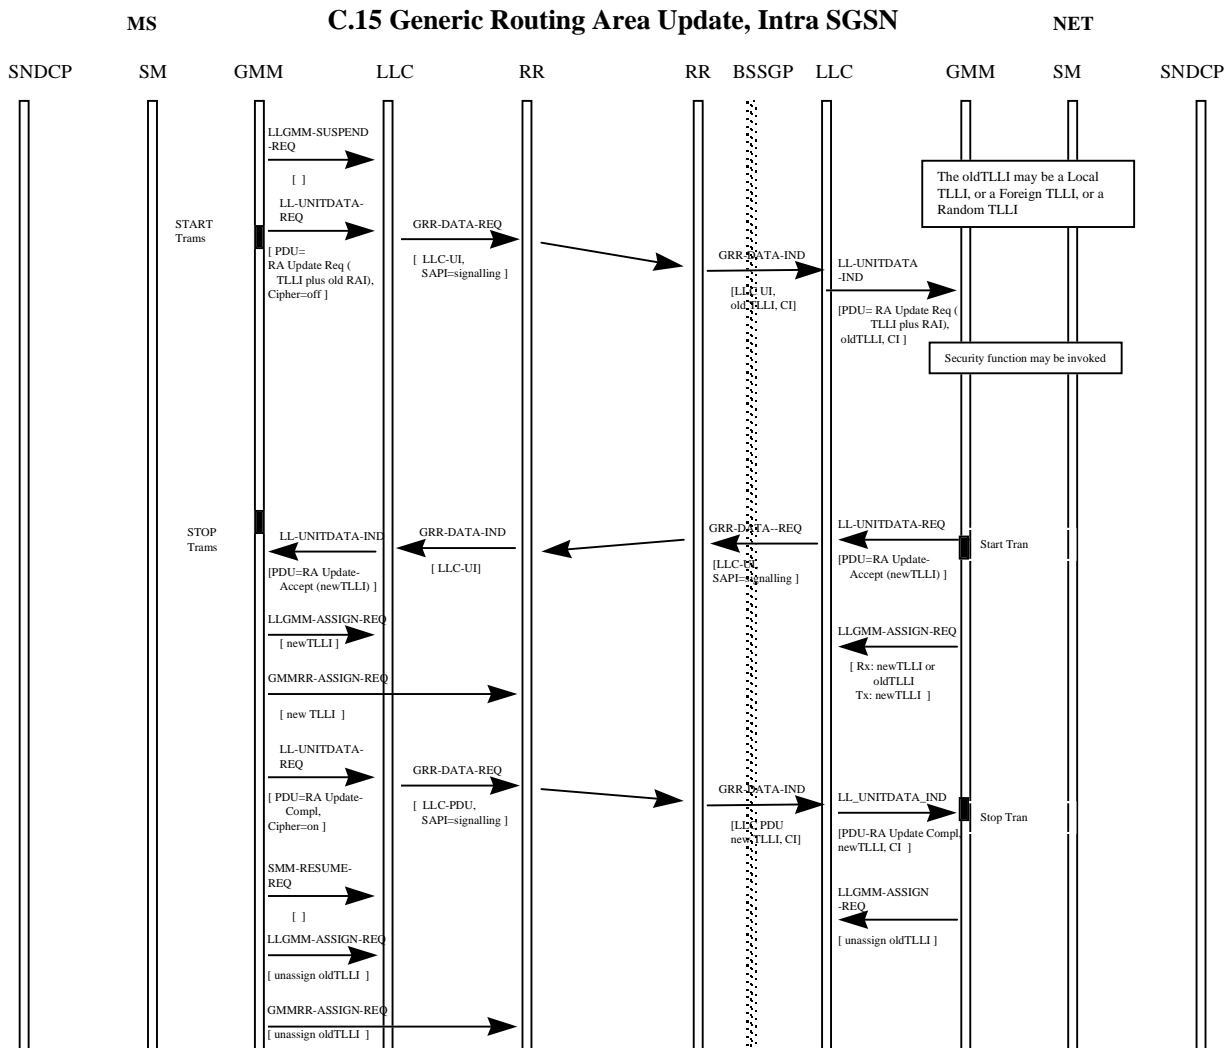 C.15 Generic Routing Area Update, Intra SGSN
MS
NET
SNDCP
SM
GMM
LLC
RR
RR
BSSGP
LLC
GMM
SM
SNDCP
LLGMM-SUSPEND
-REQ
[ ]
LL-UNITDATA-
REQ
START
Trams
[ PDU=
RA Update Req (
TLLI plus old RAI),
Cipher=off ]
GRR-DATA-REQ
[ LLC-UI,
SAPI=signalling ]
GRR-DATA-IND
[LLC UI,
old TLLI, CI]
LL-UNITDATA
-IND
[PDU= RA Update Req (
TLLI plus RAI),
oldTLLI, CI ]
The oldTLLI may be a Local
TLLI, or a Foreign TLLI, or a
Random TLLI
Security function may be invoked
LL-UNITDATA-REQ
Start Tran
[PDU=RA Update-
Accept (newTLLI) ]
GRR-DATA--REQ
[LLC-UI,
SAPI=signalling ]
GRR-DATA-IND
[ LLC-UI]
STOP
Trams
LL-UNITDATA-IND
[PDU=RA Update-
Accept (newTLLI) ]
LLGMM-ASSIGN-REQ
[ newTLLI ]
LLGMM-ASSIGN-REQ
[ Rx: newTLLI or
oldTLLI
Tx: newTLLI ]
GMMRR-ASSIGN-REQ
[ new TLLI ]
LL-UNITDATA-
REQ
[ PDU=RA Update-
Compl,
Cipher=on ]
GRR-DATA-REQ
[ LLC-PDU,
SAPI=signalling ]
GRR-DATA-IND
[LLC PDU
new TLLI, CI]
LL_UNITDATA_IND
Stop Tran
[PDU-RA Update Compl,
newTLLI, CI ]
SMM-RESUME-
REQ
[ ]
LLGMM-ASSIGN
-REQ
[ unassign oldTLLI ]
LLGMM-ASSIGN-REQ
[ unassign oldTLLI ]
GMMRR-ASSIGN-REQ
[ unassign oldTLLI ]